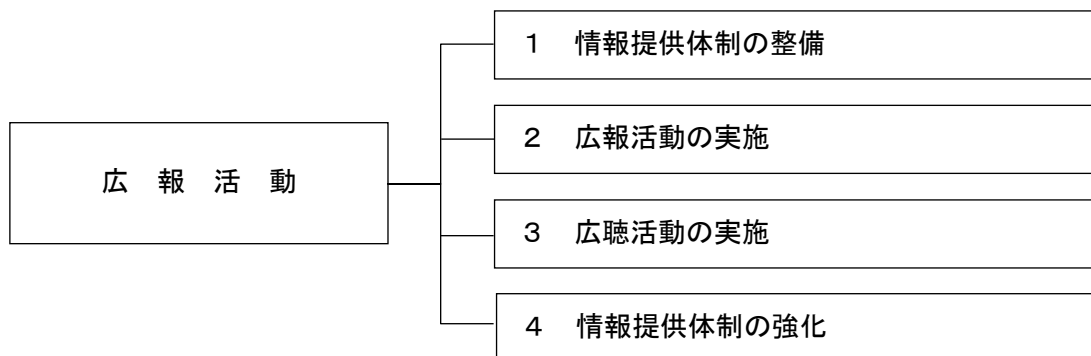 広　報　活　動
１　情報提供体制の整備
２　広報活動の実施
３　広聴活動の実施
４　情報提供体制の強化